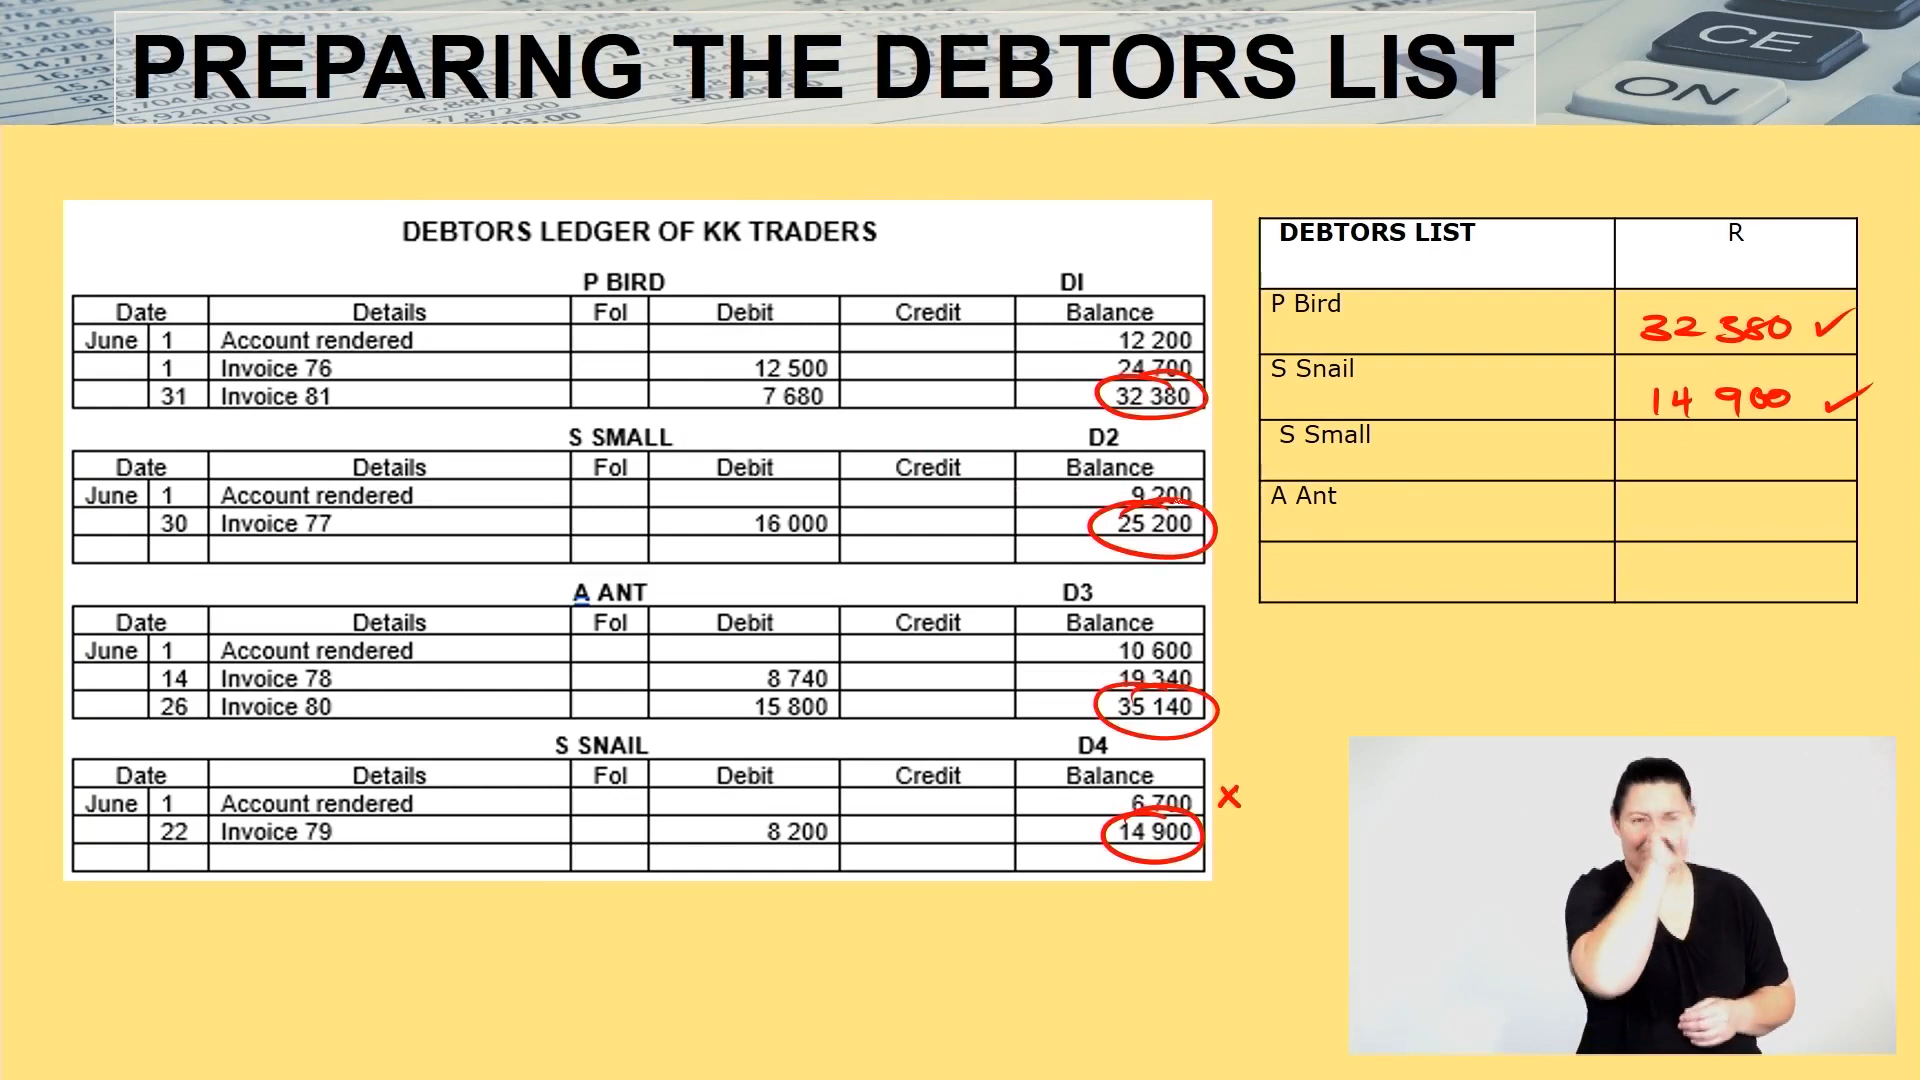 PREPARING THE DEBTORS LIST
CE
ON
DEBTORS LEDGER OF KK TRADERS
P BIRD DI
Date Details Fol Debit Credit Balance
June 1 Account rendered 12 200
1 Invoice 76 12 500 24 700
31 Invoice 81 7 680 32 380
S SMALL D2
Date Details Fol Debit Credit Balance
June 1 Account rendered 9 200
30 Invoice 77 16 000 25 200
A ANT D3
Date Details Fol Debit Credit Balance
June 1 Account rendered 10 600
14 Invoice 78 8 740 19 340
26 Invoice 80 15 800 35 140
S SNAIL D4
Date Details Fol Debit Credit Balance
June 1 Account rendered 6 700 x
22 Invoice 79 8 200 14 900
DEBTORS LIST R
P Bird 32 380 ✓
S Snail 14 900 ✓
S Small
A Ant